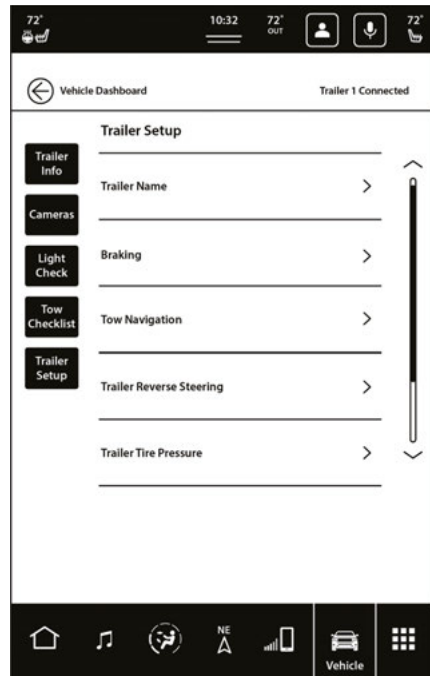 72°
10:32
72°
OUT
72°
Vehicle Dashboard
Trailer 1 Connected
Trailer Setup
Trailer
Info
Cameras
Light
Check
Tow
Checklist
Trailer
Setup
Trailer Name
Braking
Tow Navigation
Trailer Reverse Steering
Trailer Tire Pressure
NE
Vehicle